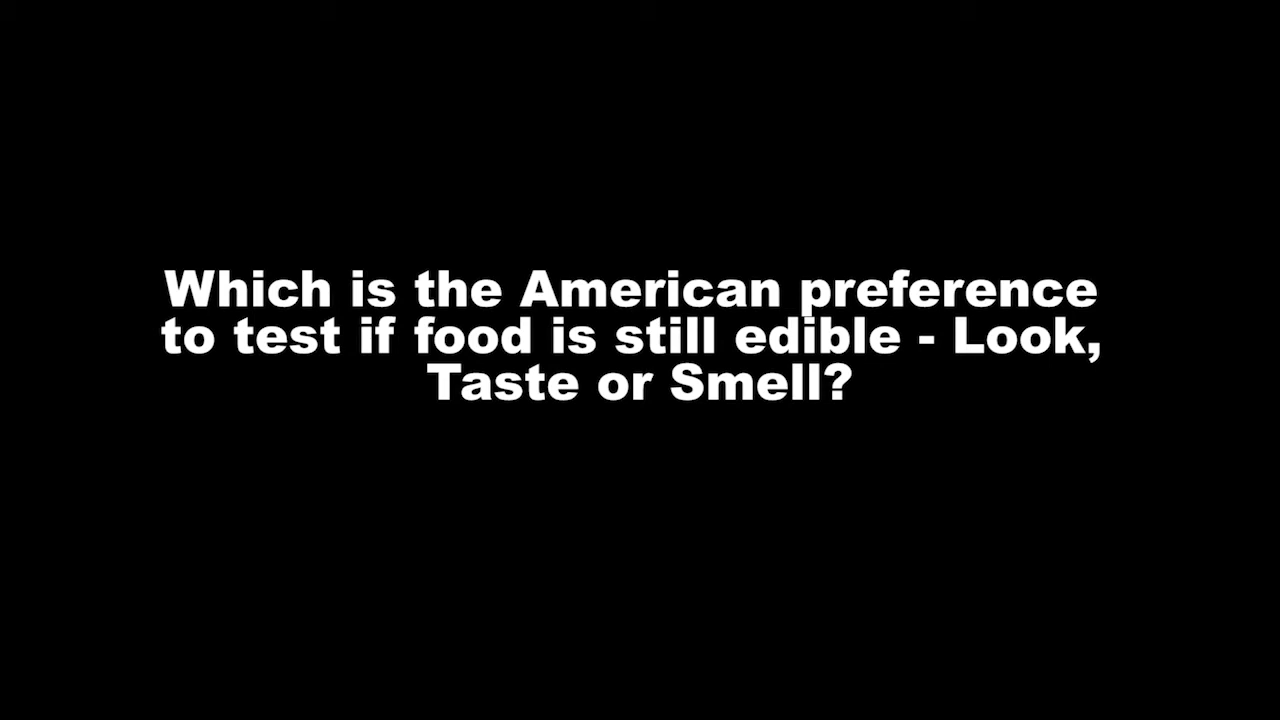 Which is the American preference
to test if food is still edible - Look,
Taste or Smell?